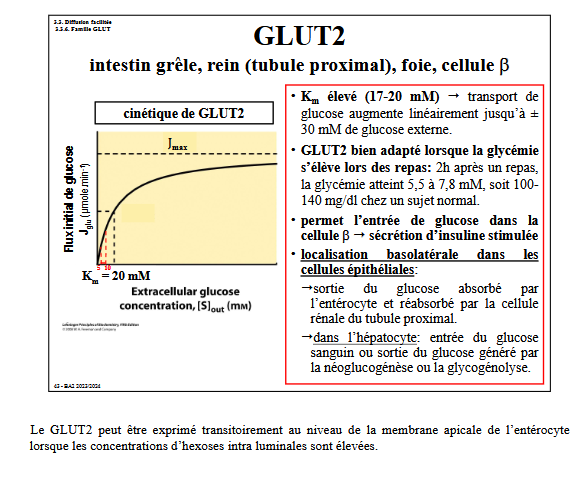 3.3. Diffusion facilitée
3.3.6. Famille GLUT
GLUT2
intestin grêle, rein (tubule proximal), foie, cellule β
cinétique de GLUT2
Jmax
Flux initial de glucose
Jglu (µmole min⁻¹)
5 10
Km = 20 mM
Extracellular glucose
concentration, [S]out (mM)
Lehninger Principles of Biochemistry, Fifth Edition
© 2008 W. H. Freeman and Company
• Km élevé (17-20 mM) → transport de
glucose augmente linéairement jusqu’à ±
30 mM de glucose externe.
• GLUT2 bien adapté lorsque la glycémie
s’élève lors des repas: 2h après un repas,
la glycémie atteint 5,5 à 7,8 mM, soit 100-
140 mg/dl chez un sujet normal.
• permet l’entrée de glucose dans la
cellule β → sécrétion d’insuline stimulée
• localisation basolatérale dans les
cellules épithéliales:
→sortie du glucose absorbé par
l’entérocyte et réabsorbé par la cellule
rénale du tubule proximal.
→dans l’hépatocyte: entrée du glucose
sanguin ou sortie du glucose généré par
la néoglucogénèse ou la glycogénolyse.
43 - BA2 2023/2024
Le GLUT2 peut être exprimé transitoirement au niveau de la membrane apicale de l’entérocyte
lorsque les concentrations d’hexoses intra luminales sont élevées.